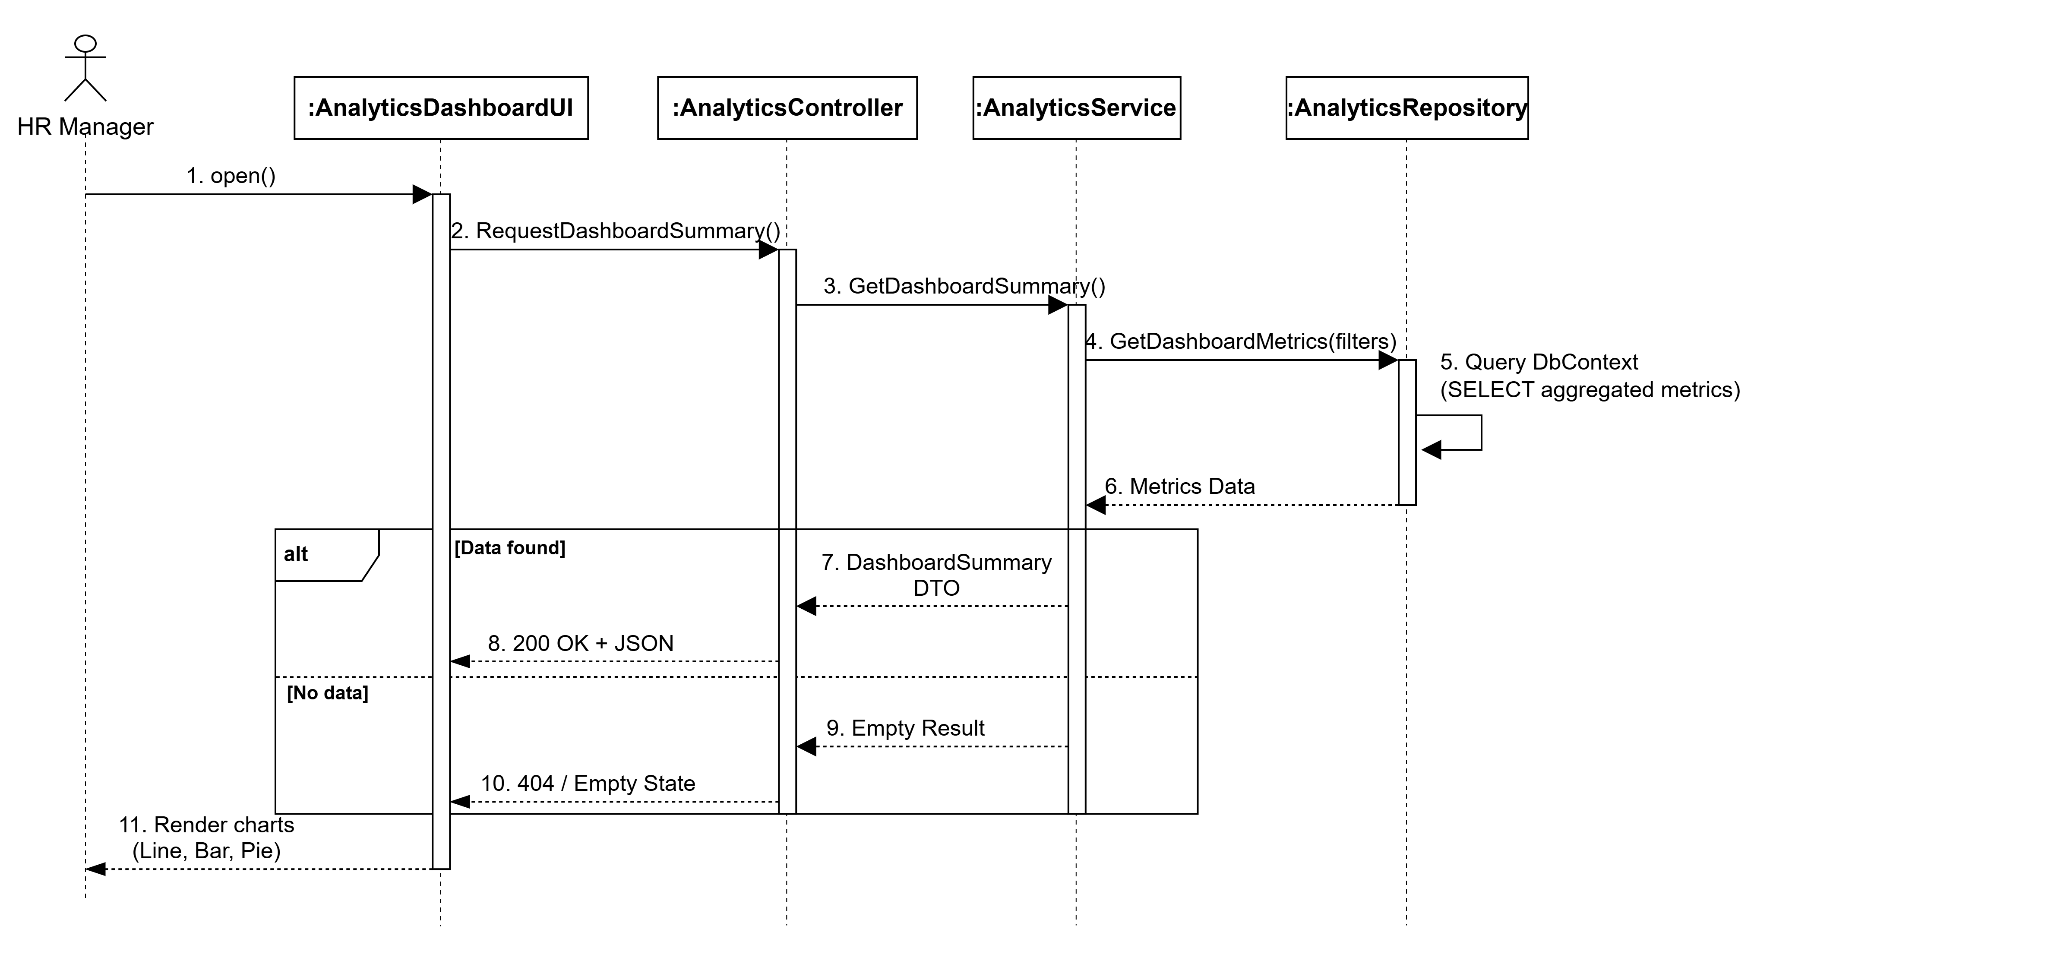 HR Manager
:AnalyticsDashboardUI
:AnalyticsController
:AnalyticsService
:AnalyticsRepository
1. open()
2. RequestDashboardSummary()
3. GetDashboardSummary()
4. GetDashboardMetrics(filters)
5. Query DbContext
(SELECT aggregated metrics)
6. Metrics Data
alt
[Data found]
7. DashboardSummary
DTO
8. 200 OK + JSON
[No data]
9. Empty Result
10. 404 / Empty State
11. Render charts
(Line, Bar, Pie)